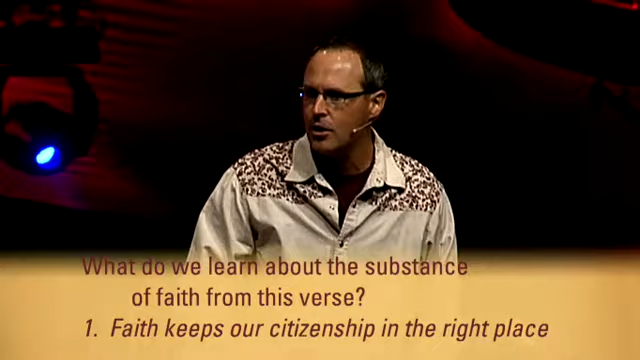 What do we learn about the substance
of faith from this verse?
1. Faith keeps our citizenship in the right place